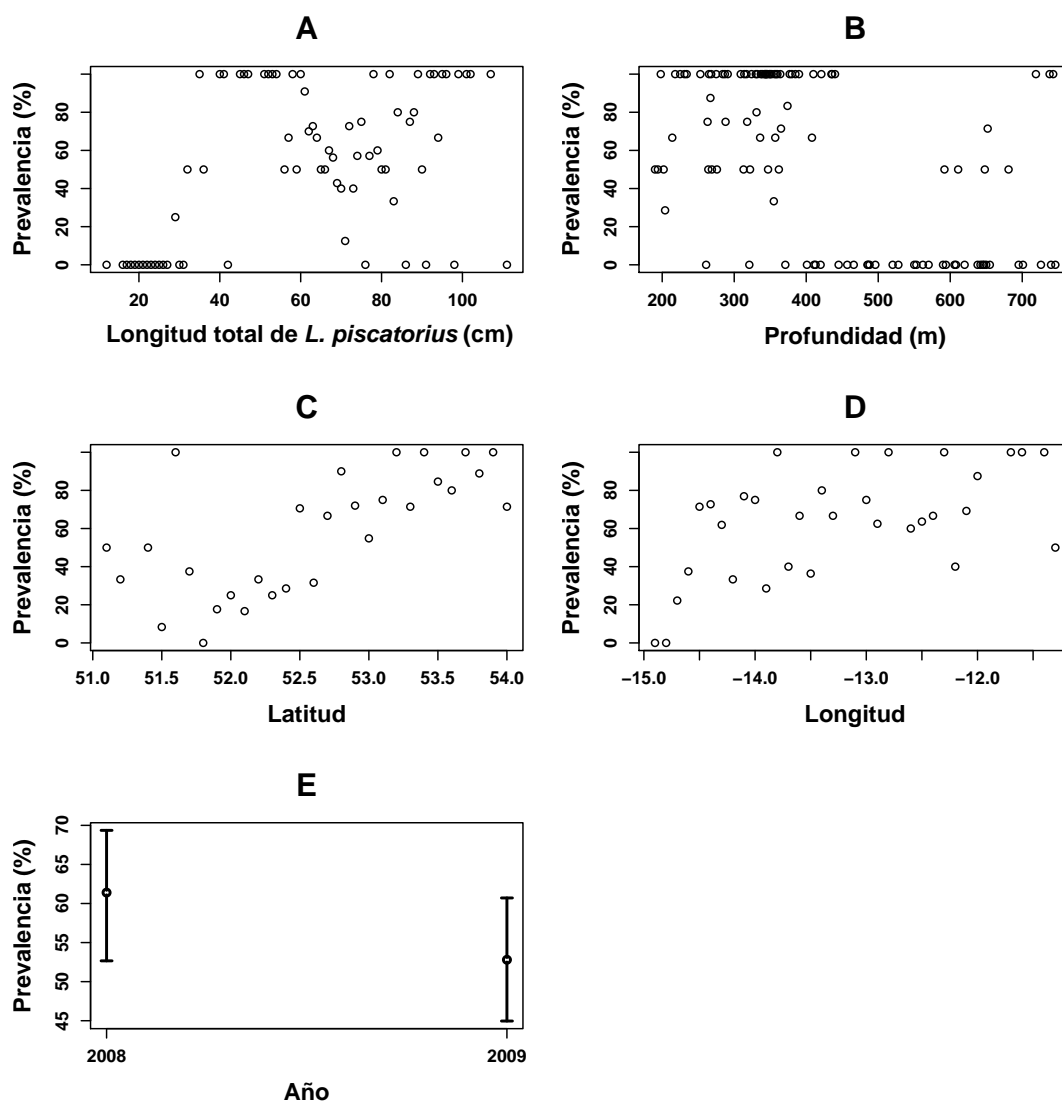 A
Prevalencia (%)
0 20 40 60 80
20 40 60 80 100
Longitud total de L. piscatorius (cm)
B
Prevalencia (%)
0 20 40 60 80
200 300 400 500 600 700
Profundidad (m)
C
Prevalencia (%)
0 20 40 60 80
51.0 51.5 52.0 52.5 53.0 53.5 54.0
Latitud
D
Prevalencia (%)
0 20 40 60 80
−15.0 −14.0 −13.0 −12.0
Longitud
E
Prevalencia (%)
45 50 55 60 65 70
2008 2009
Año